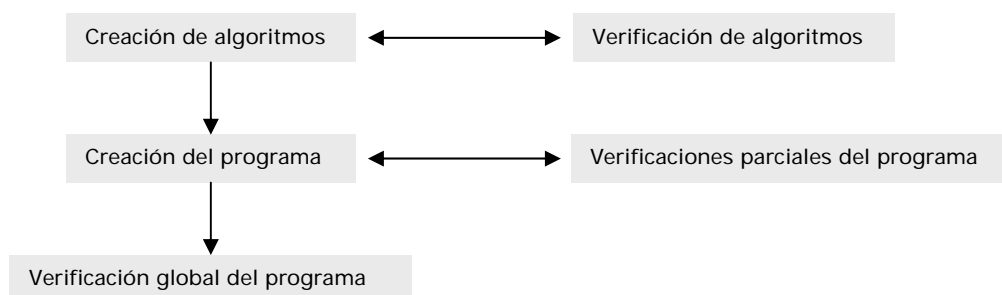 Creación de algoritmos
Verificación de algoritmos
Creación del programa
Verificaciones parciales del programa
Verificación global del programa